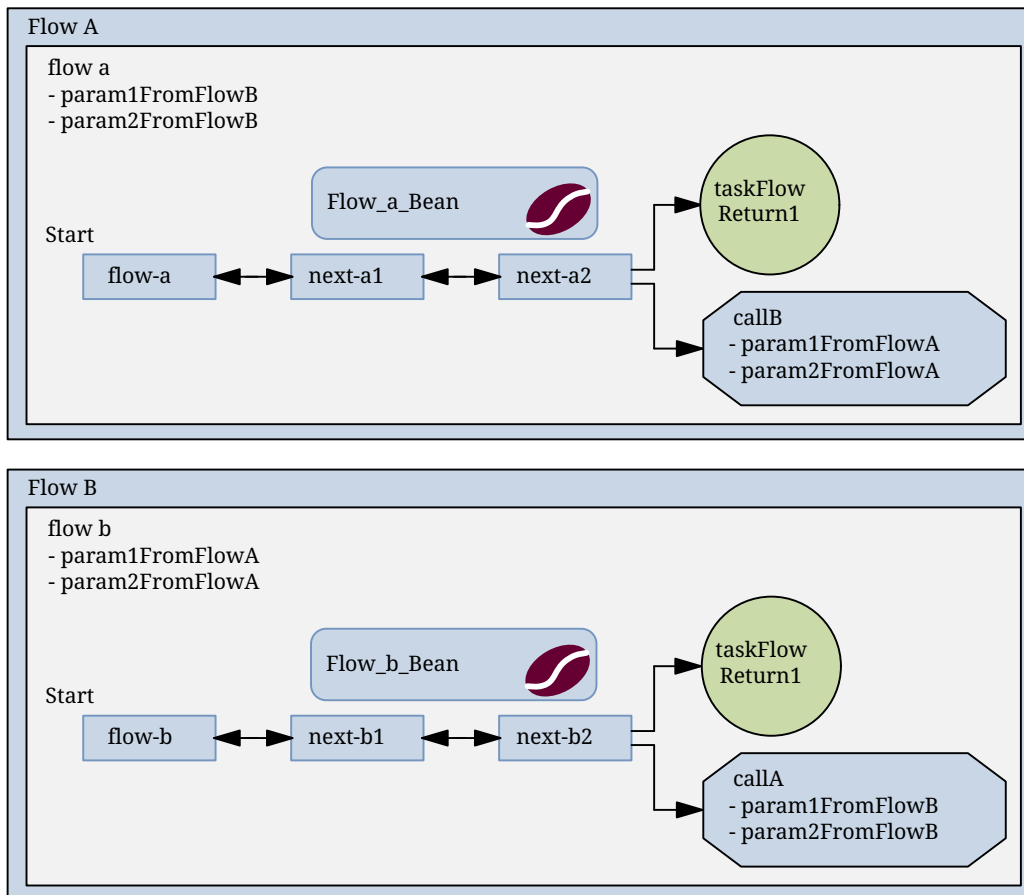 Flow A
flow a
- param1FromFlowB
- param2FromFlowB
Flow_a_Bean
taskFlow
Return1
Start
flow-a
next-a1
next-a2
callB
- param1FromFlowA
- param2FromFlowA
Flow B
flow b
- param1FromFlowA
- param2FromFlowA
Flow_b_Bean
taskFlow
Return1
Start
flow-b
next-b1
next-b2
callA
- param1FromFlowB
- param2FromFlowB